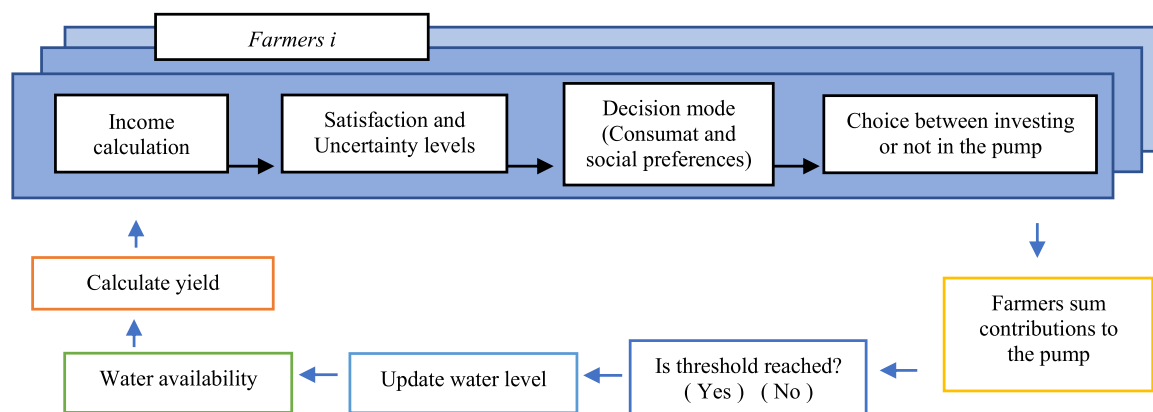 Farmers i
Income
calculation
Satisfaction and
Uncertainty levels
Decision mode
(Consumat and
social preferences)
Choice between investing
or not in the pump
Farmers sum
contributions to
the pump
Is threshold reached?
( Yes ) ( No )
Update water level
Water availability
Calculate yield